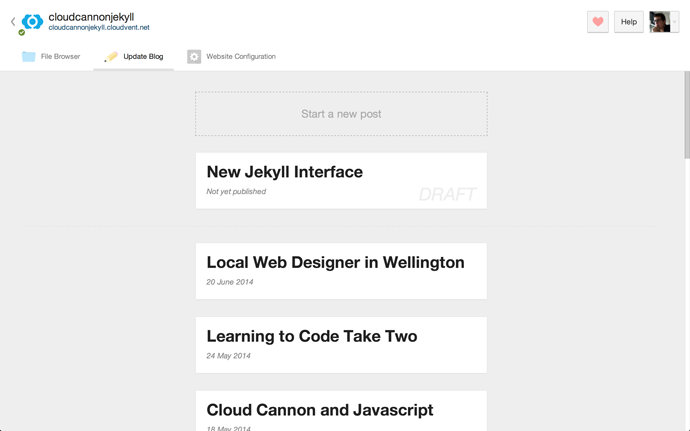 cloudcannonjekyll
cloudcannonjekyll.cloudvent.net
Help
File Browser
Update Blog
Website Configuration
Start a new post
New Jekyll Interface
Not yet published
DRAFT
Local Web Designer in Wellington
20 June 2014
Learning to Code Take Two
24 May 2014
Cloud Cannon and Javascript
18 May 2014